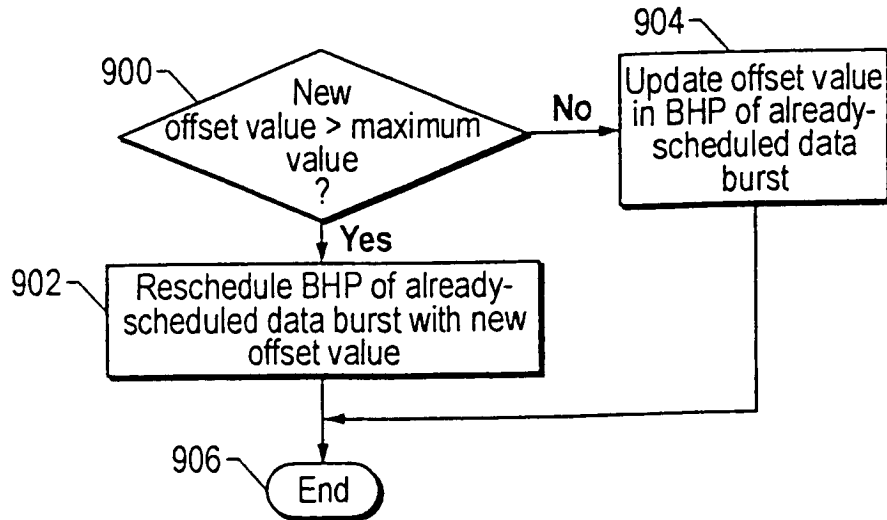 904
900
New
offset value > maximum
value
?
No
Update offset value
in BHP of already-
scheduled data
burst
Yes
902
Reschedule BHP of already-
scheduled data burst with new
offset value
906
End